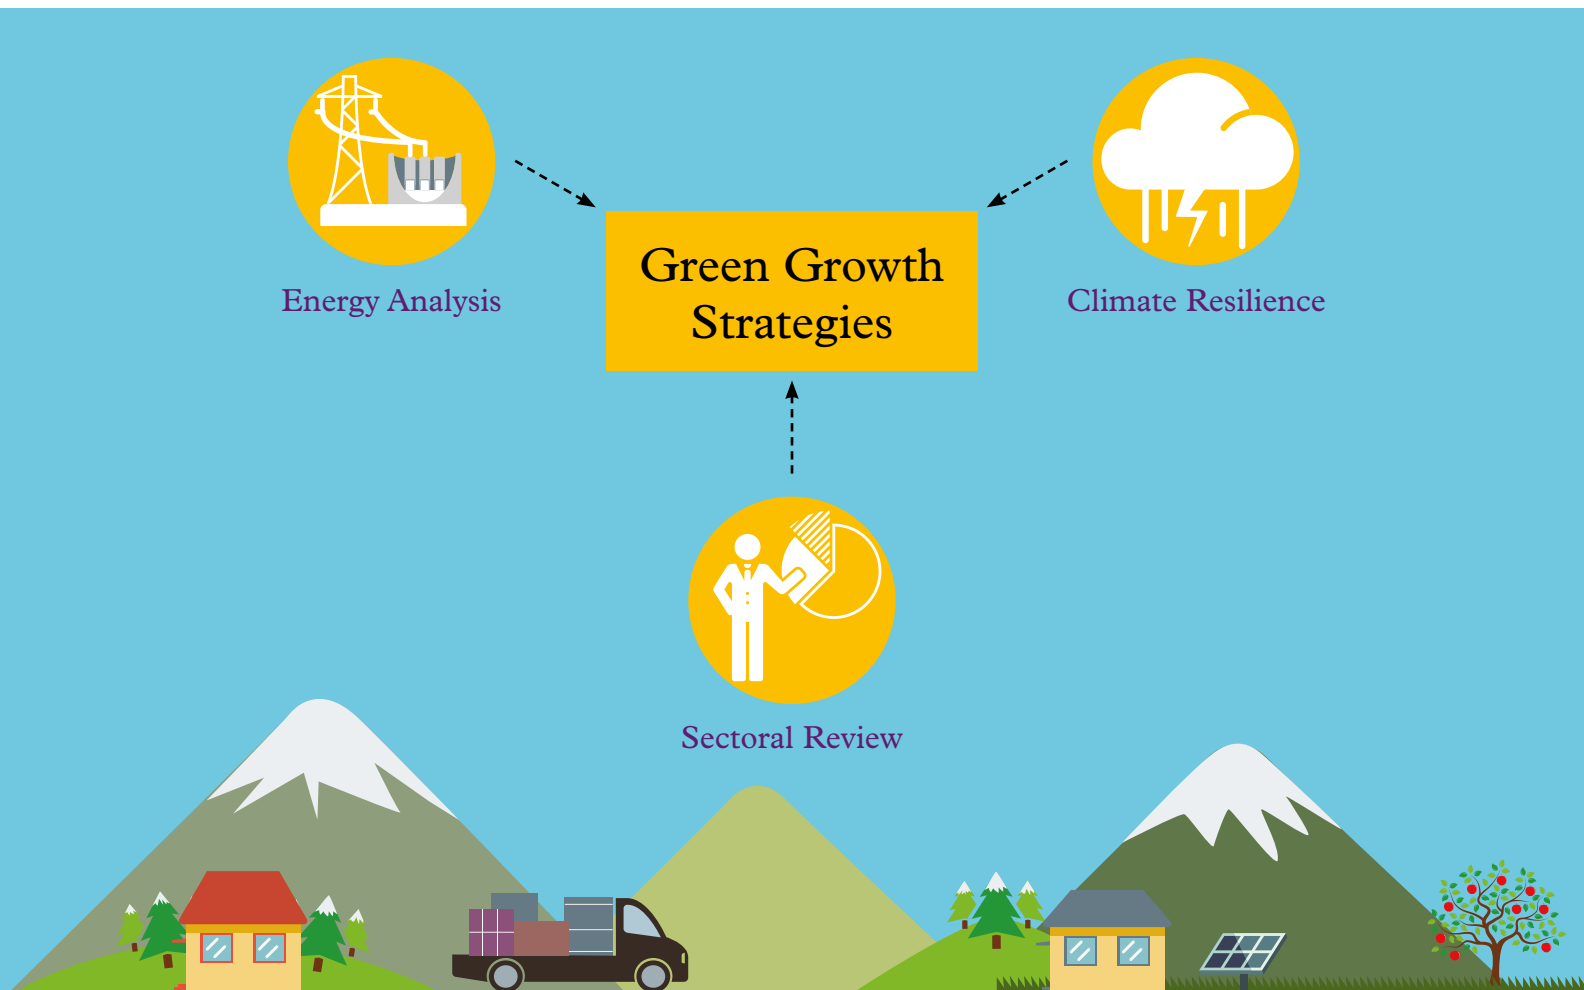 Energy Analysis
Green Growth
Strategies
Climate Resilience
Sectoral Review